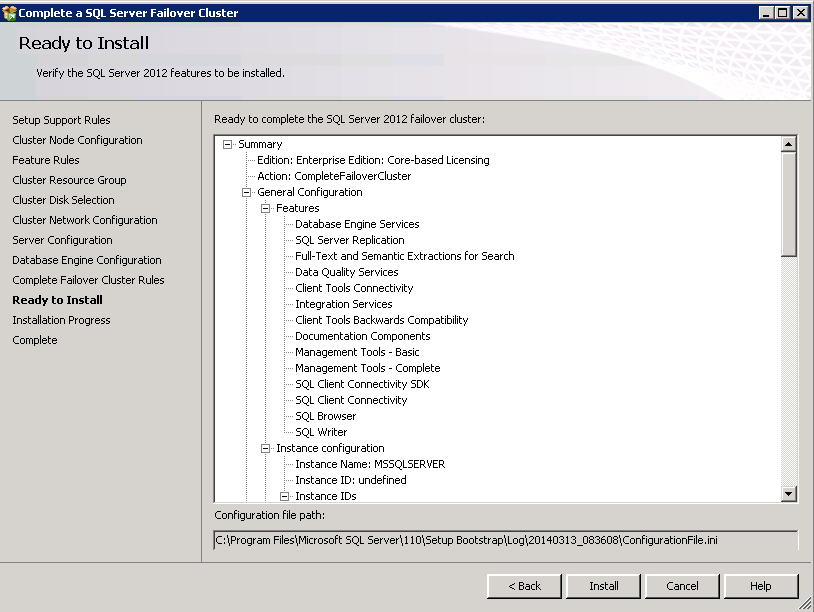 Complete a SQL Server Failover Cluster
Ready to Install
Verify the SQL Server 2012 features to be installed.
Setup Support Rules
Cluster Node Configuration
Feature Rules
Cluster Resource Group
Cluster Disk Selection
Cluster Network Configuration
Server Configuration
Database Engine Configuration
Complete Failover Cluster Rules
Ready to Install
Installation Progress
Complete
Ready to complete the SQL Server 2012 failover cluster:
Summary
Edition: Enterprise Edition: Core-based Licensing
Action: CompleteFailoverCluster
General Configuration
Features
Database Engine Services
SQL Server Replication
Full-Text and Semantic Extractions for Search
Data Quality Services
Client Tools Connectivity
Integration Services
Client Tools Backwards Compatibility
Documentation Components
Management Tools - Basic
Management Tools - Complete
SQL Client Connectivity SDK
SQL Client Connectivity
SQL Browser
SQL Writer
Instance configuration
Instance Name: MSSQLSERVER
Instance ID: undefined
Instance IDs
Configuration file path:
C:\Program Files\Microsoft SQL Server\110\Setup Bootstrap\Log\20140313_083608\ConfigurationFile.ini
< Back
Install
Cancel
Help